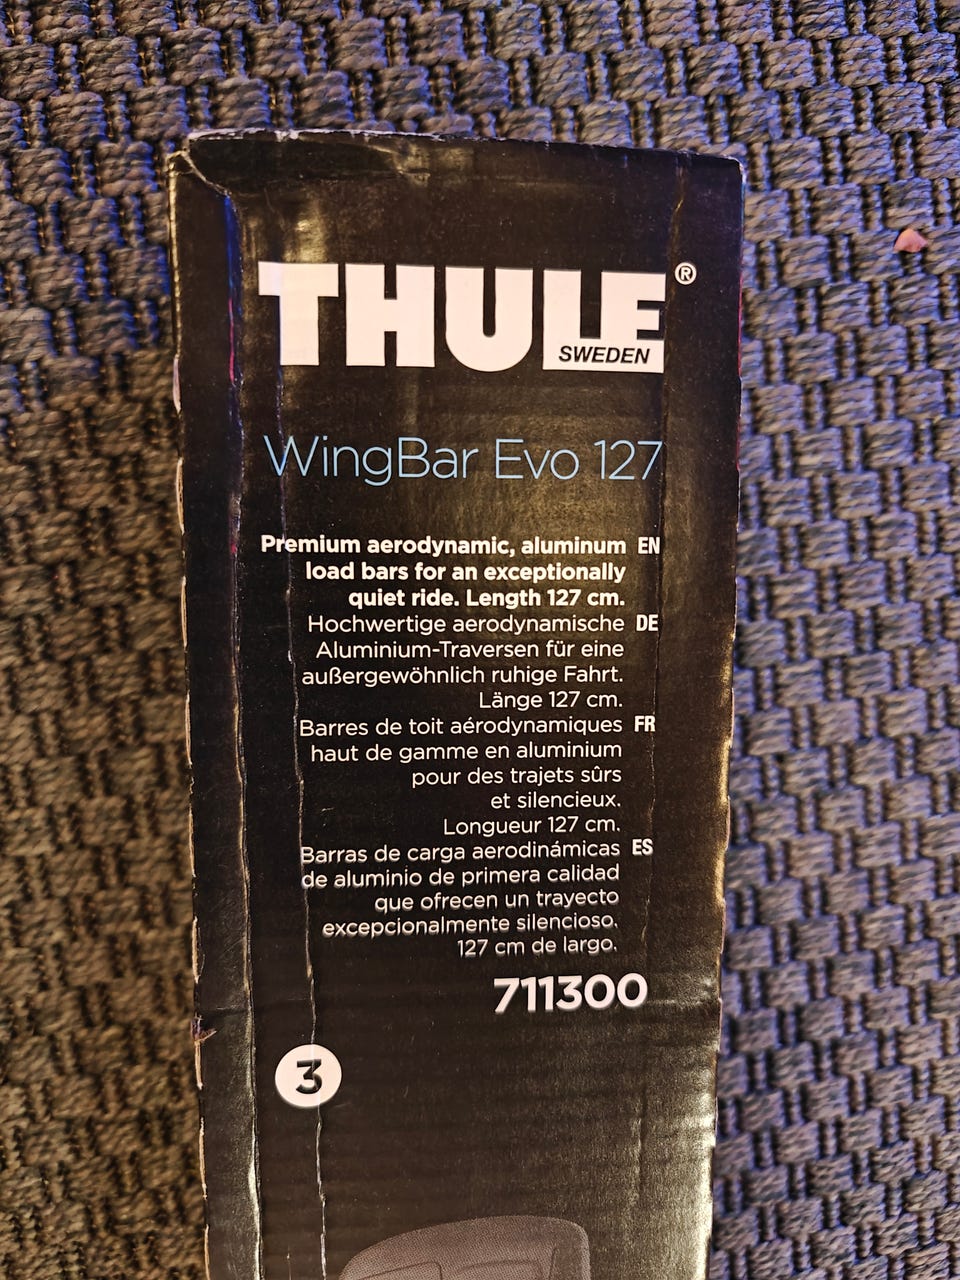 THULE®
SWEDEN
WingBar Evo 127
Premium aerodynamic, aluminum EN
load bars for an exceptionally
quiet ride. Length 127 cm.
Hochwertige aerodynamische DE
Aluminium-Traversen für eine
außergewöhnlich ruhige Fahrt.
Länge 127 cm.
Barres de toit aérodynamiques FR
haut de gamme en aluminium
pour des trajets sûrs
et silencieux.
Longueur 127 cm.
Barras de carga aerodinámicas ES
de aluminio de primera calidad
que ofrecen un trayecto
excepcionalmente silencioso.
127 cm de largo.
711300
3